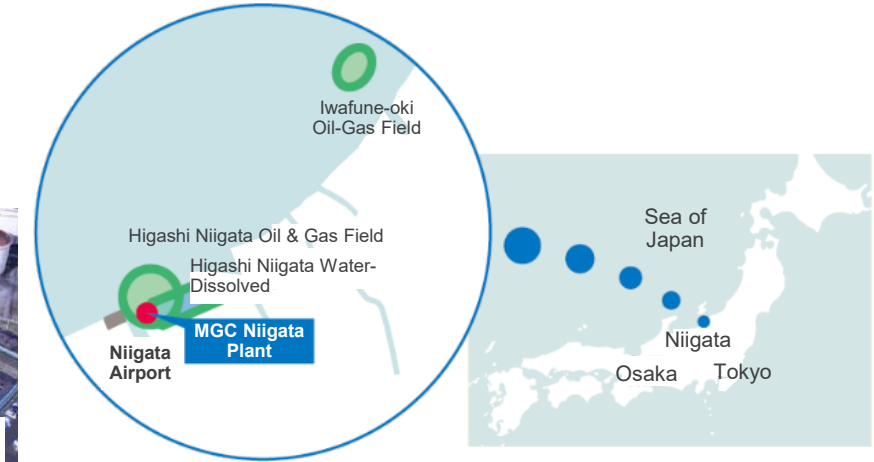 Iwafune-oki
Oil-Gas Field
Higashi Niigata Oil & Gas Field
Higashi Niigata Water-
Dissolved
MGC Niigata
Plant
Niigata
Airport
Sea of
Japan
Niigata
Osaka
Tokyo